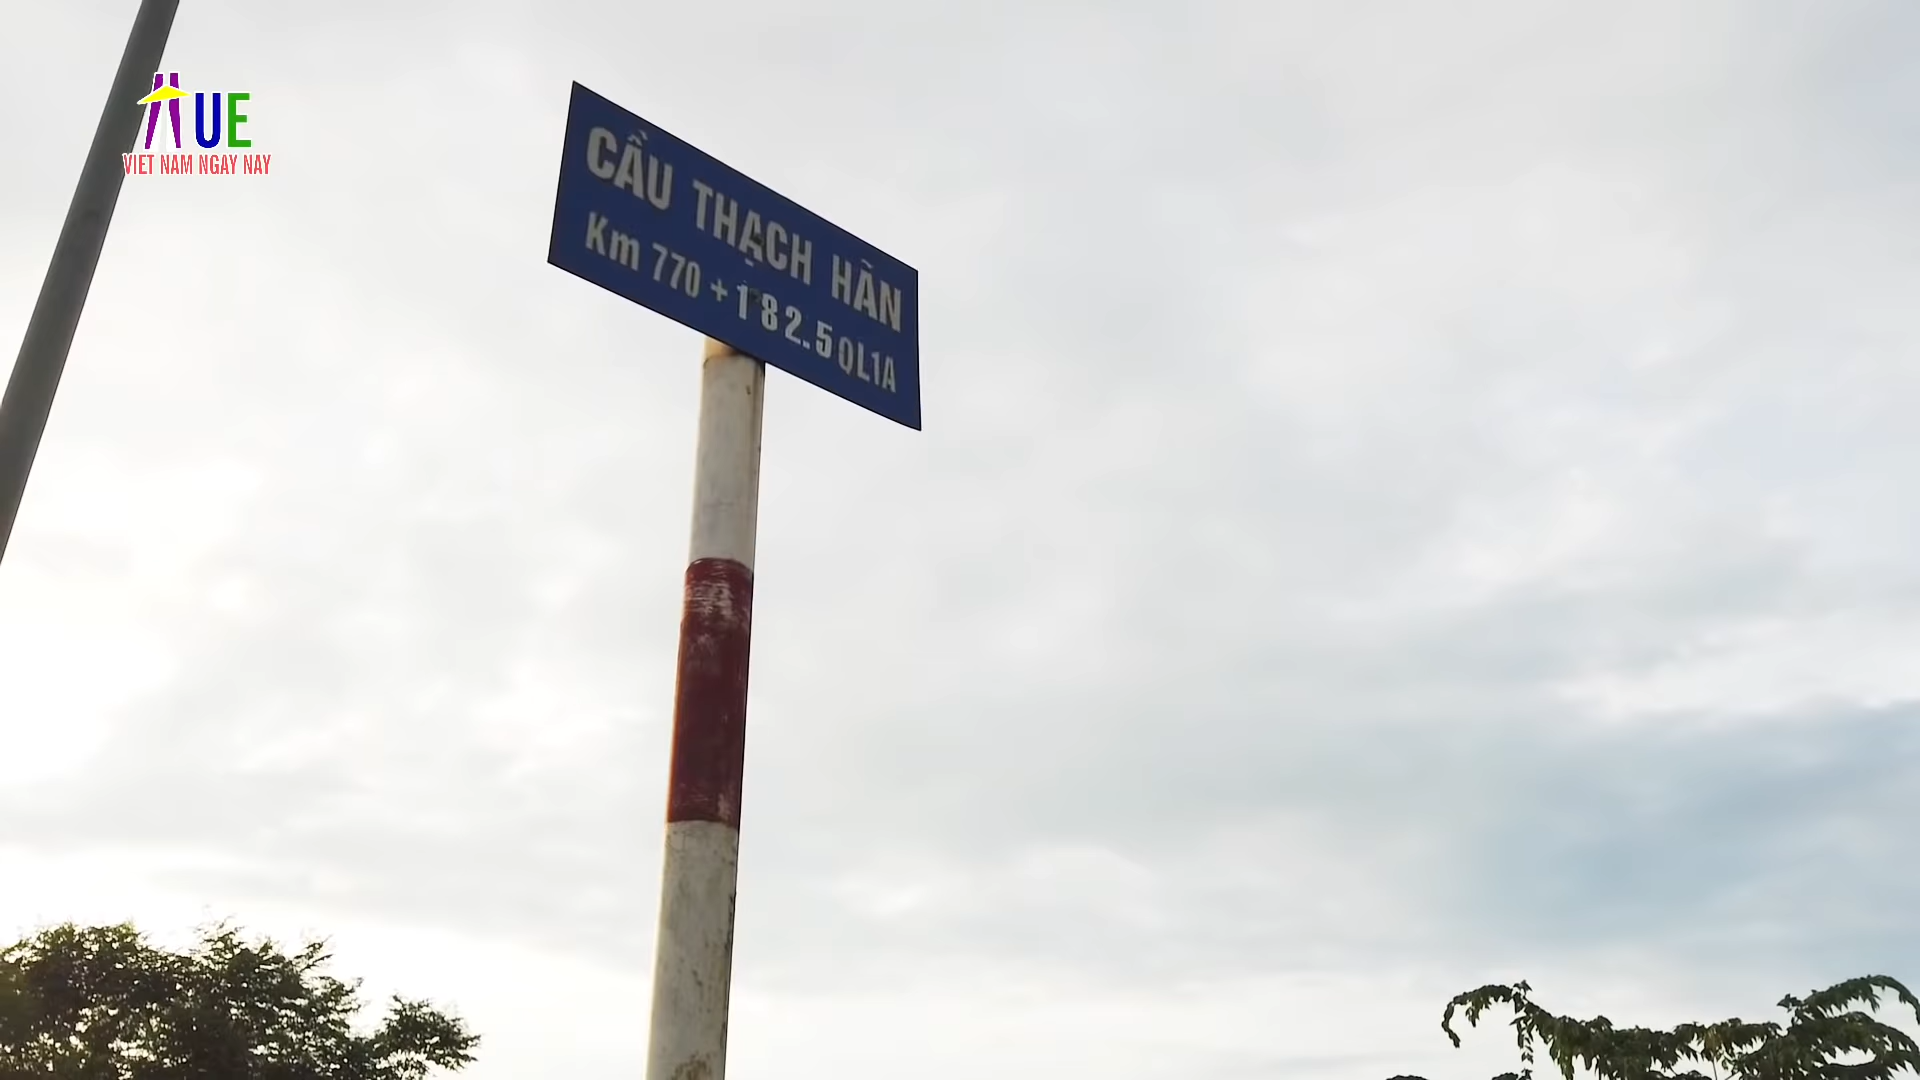 HUE
VIET NAM NGAY NAY
CẦU THẠCH HÃN
Km 770 + 182.5 QL1A